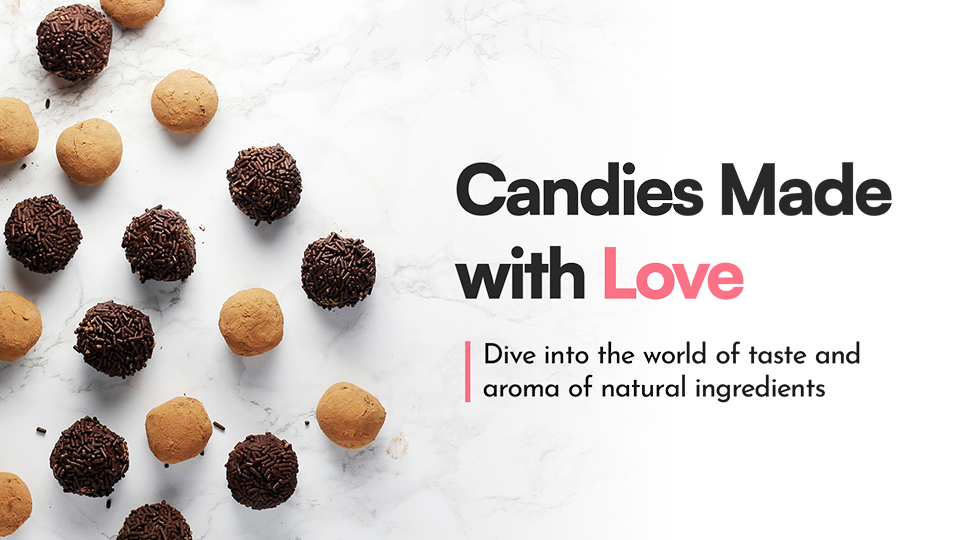 Candies Made
with Love
Dive into the world of taste and
aroma of natural ingredients